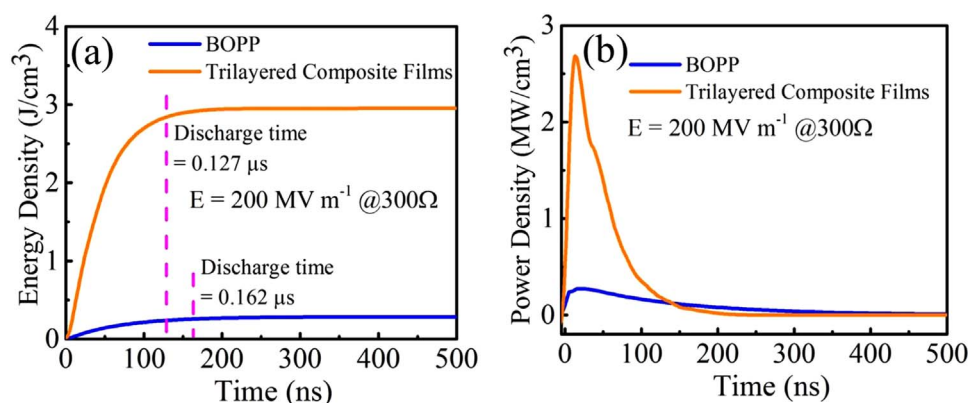 (a)
BOPP
Trilayered Composite Films
Discharge time
= 0.127 μs
E = 200 MV m⁻¹ @300Ω
Discharge time
= 0.162 μs
Energy Density (J/cm³)
4
3
2
1
0
0 100 200 300 400 500
Time (ns)
(b)
BOPP
Trilayered Composite Films
E = 200 MV m⁻¹ @300Ω
Power Density (MW/cm³)
3
2
1
0
0 100 200 300 400 500
Time (ns)